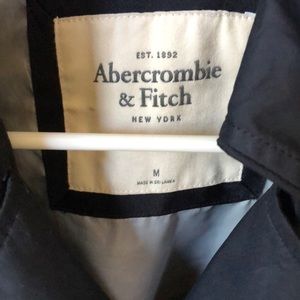 EST. 1892
Abercrombie
& Fitch
NEW YORK
M
MADE IN SRI LANKA